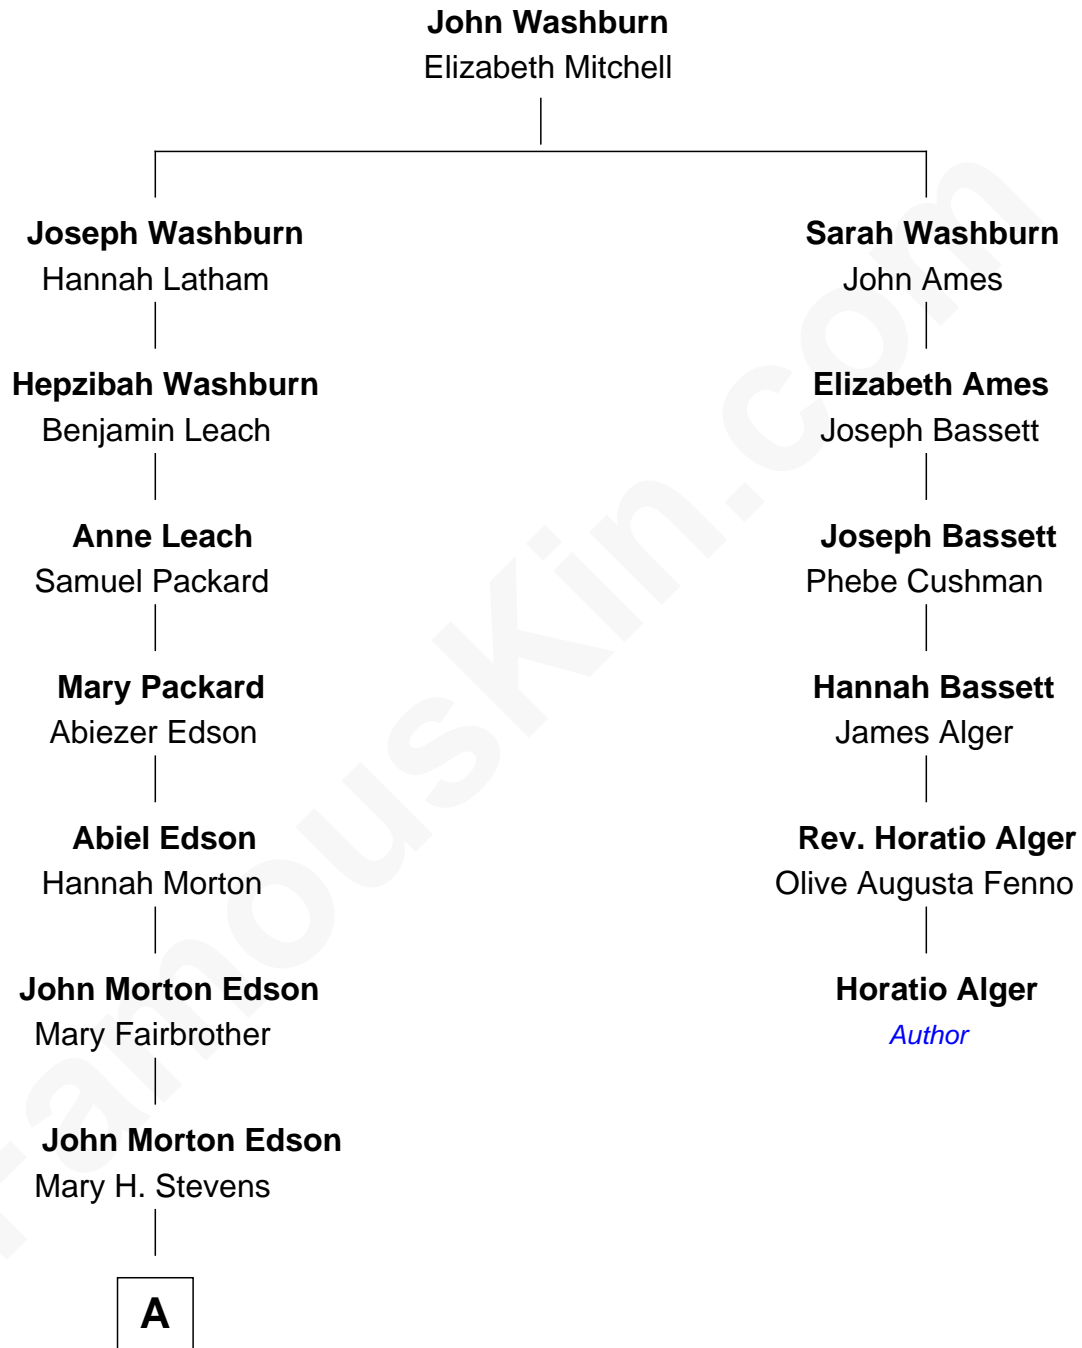 John Washburn
Elizabeth Mitchell
Joseph Washburn
Hannah Latham
Sarah Washburn
John Ames
Hepzibah Washburn
Benjamin Leach
Elizabeth Ames
Joseph Bassett
Anne Leach
Samuel Packard
Joseph Bassett
Phebe Cushman
Mary Packard
Abiezer Edson
Hannah Bassett
James Alger
Abiel Edson
Hannah Morton
Rev. Horatio Alger
Olive Augusta Fenno
John Morton Edson
Mary Fairbrother
Horatio Alger
Author
John Morton Edson
Mary H. Stevens
A
FamousKin.com